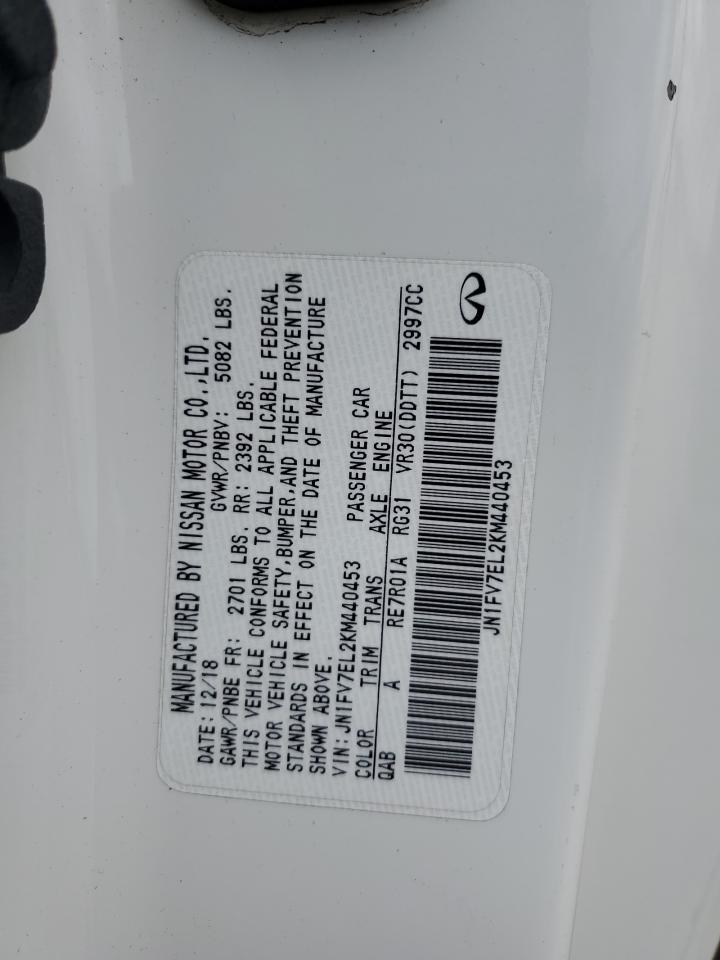 MANUFACTURED BY NISSAN MOTOR CO.,LTD.
DATE: 12/18 GVWR/PNBV: 5082 LBS.
GAWR/PNBE FR: 2701 LBS. RR: 2392 LBS.
THIS VEHICLE CONFORMS TO ALL APPLICABLE FEDERAL
MOTOR VEHICLE SAFETY,BUMPER,AND THEFT PREVENTION
STANDARDS IN EFFECT ON THE DATE OF MANUFACTURE
SHOWN ABOVE.
VIN: JN1FV7EL2KM440453 PASSENGER CAR
COLOR TRIM TRANS AXLE ENGINE
QAB A RE7R01A RG31 VR30(DDTT) 2997CC
JN1FV7EL2KM440453